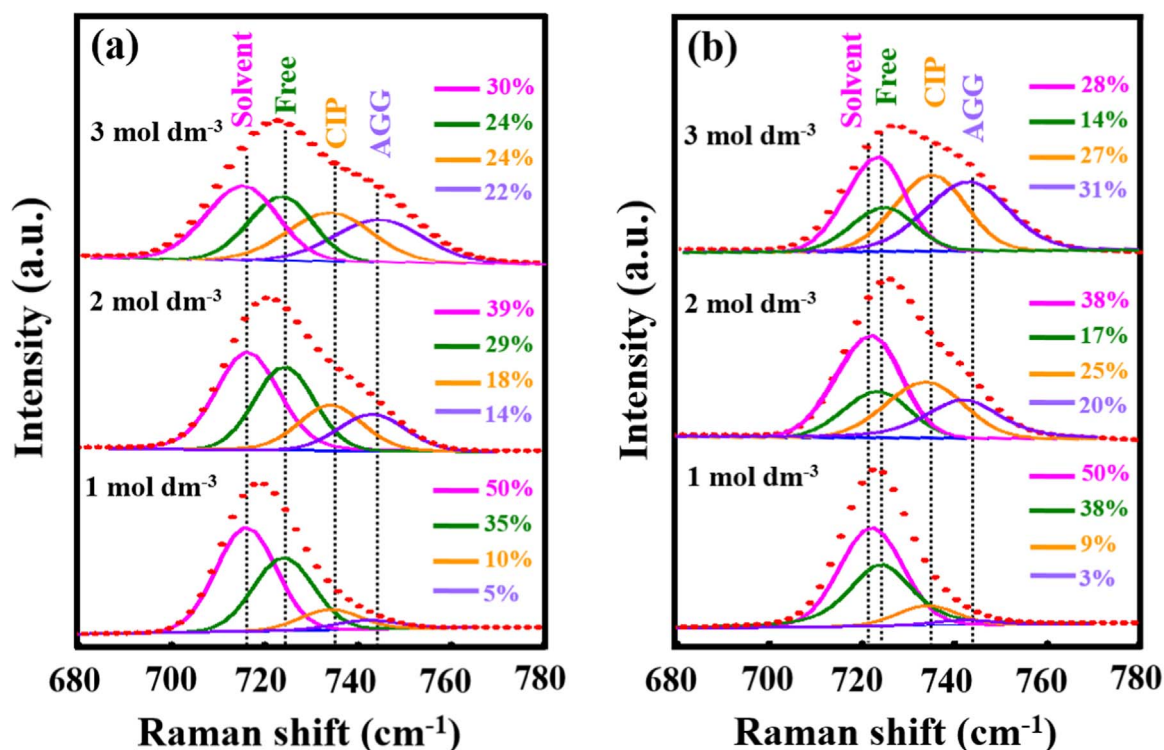 (a)
Solvent
Free
CIP
AGG
3 mol dm-3
30%
24%
24%
22%
2 mol dm-3
39%
29%
18%
14%
1 mol dm-3
50%
35%
10%
5%
Intensity (a.u.)
680 700 720 740 760 780
Raman shift (cm-1)
(b)
Solvent
Free
CIP
AGG
3 mol dm-3
28%
14%
27%
31%
2 mol dm-3
38%
17%
25%
20%
1 mol dm-3
50%
38%
9%
3%
Intensity (a.u.)
680 700 720 740 760 780
Raman shift (cm-1)